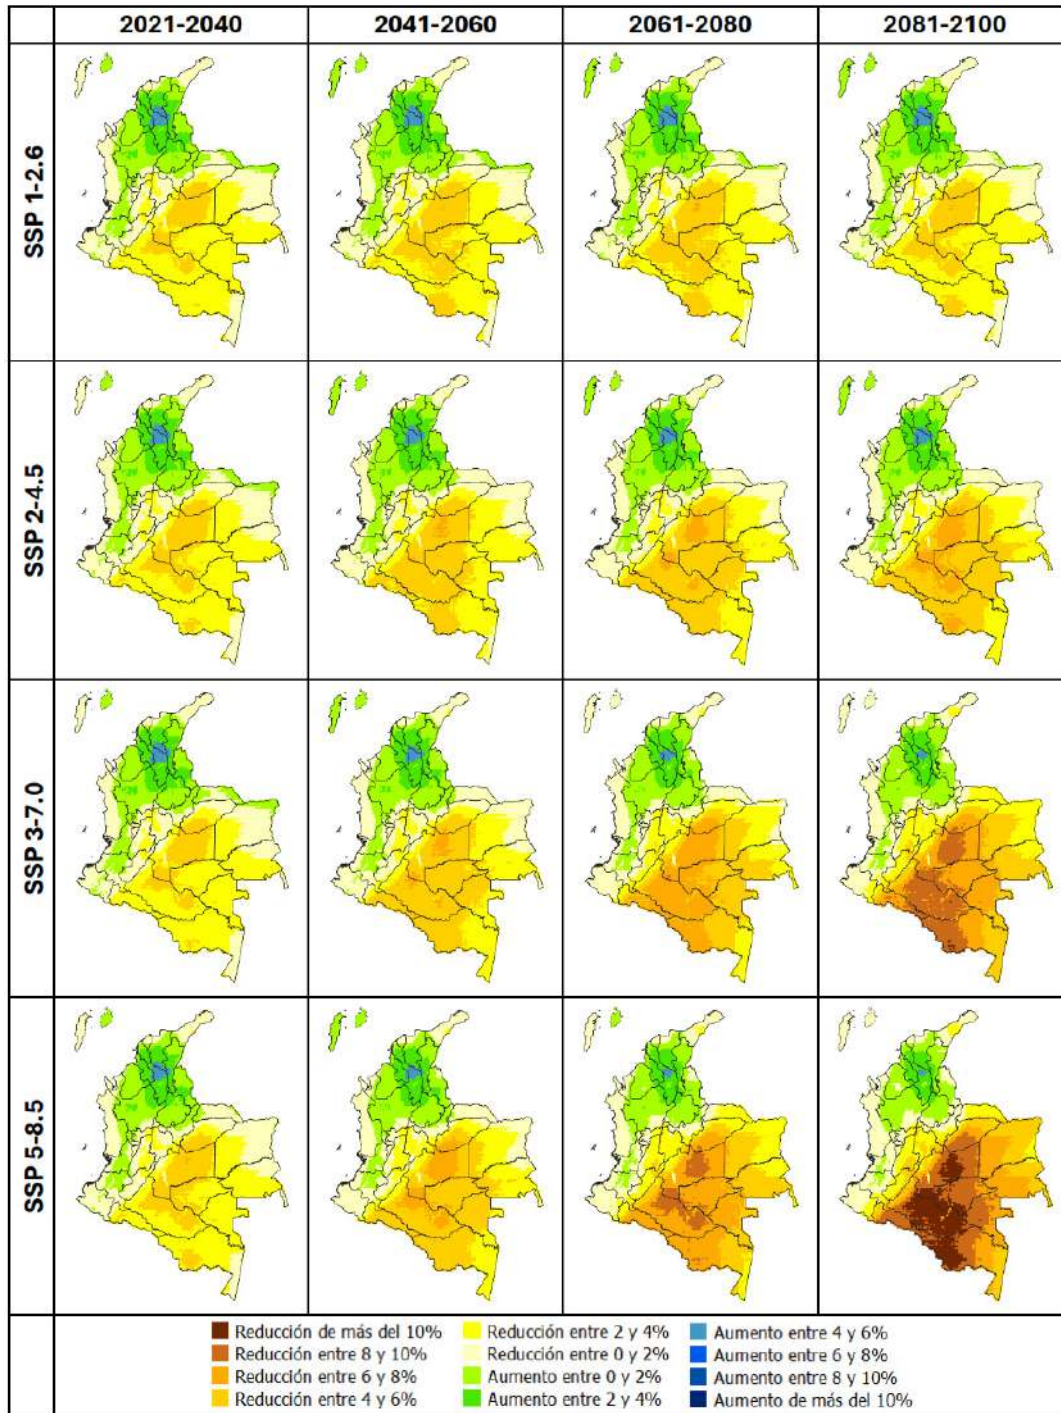 2021-2040 2041-2060 2061-2080 2081-2100
SSP 1-2.6
SSP 2-4.5
SSP 3-7.0
SSP 5-8.5
Reducción de más del 10% Reducción entre 2 y 4% Aumento entre 4 y 6%
Reducción entre 8 y 10% Reducción entre 0 y 2% Aumento entre 6 y 8%
Reducción entre 6 y 8% Aumento entre 0 y 2% Aumento entre 8 y 10%
Reducción entre 4 y 6% Aumento entre 2 y 4% Aumento de más del 10%